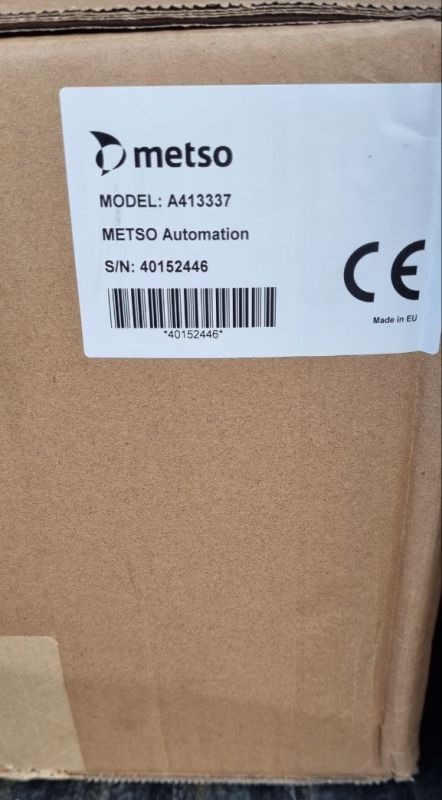 metso
MODEL: A413337
METSO Automation
S/N: 40152446
CE
*40152446*
Made in EU